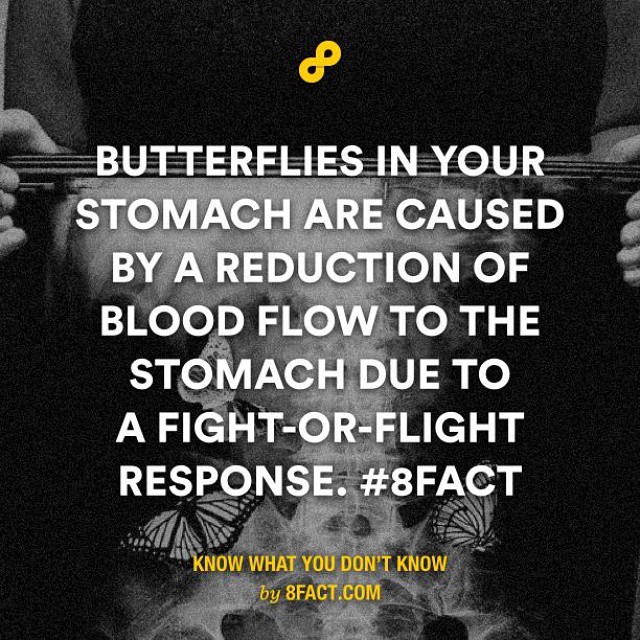 BUTTERFLIES IN YOUR
STOMACH ARE CAUSED
BY A REDUCTION OF
BLOOD FLOW TO THE
STOMACH DUE TO
A FIGHT-OR-FLIGHT
RESPONSE. #8FACT
KNOW WHAT YOU DON'T KNOW
by 8FACT.COM